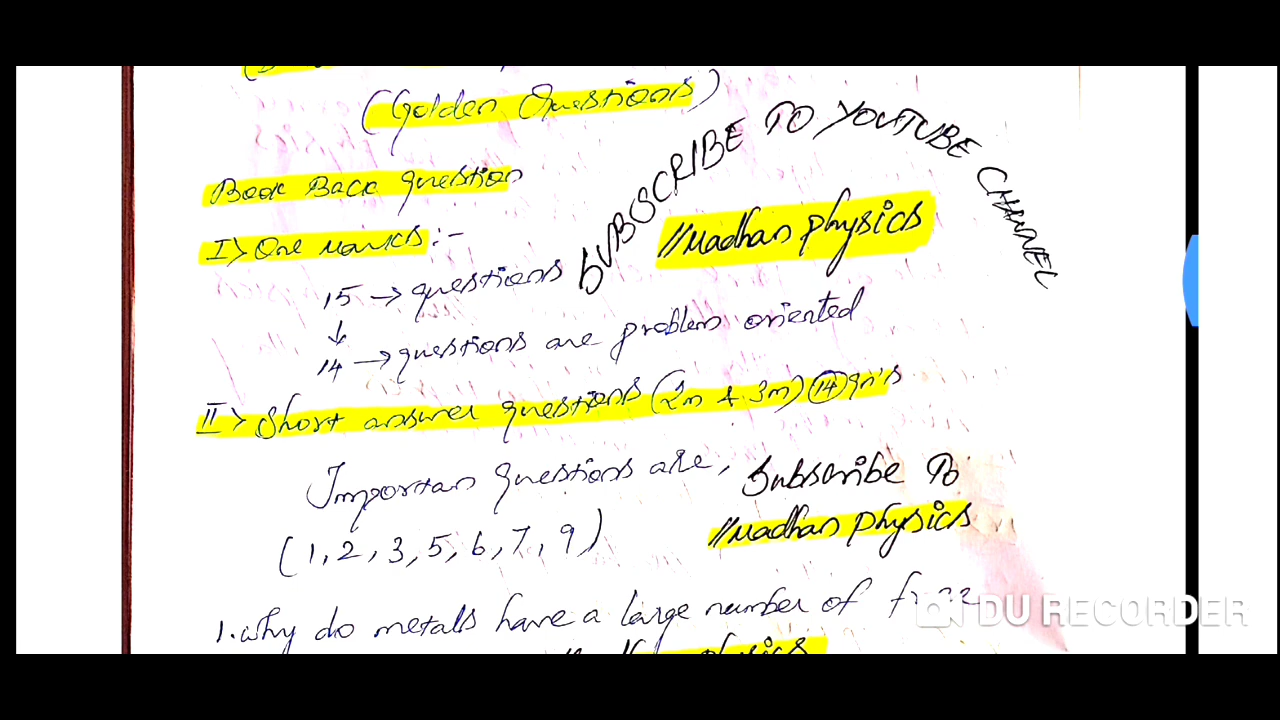 (Golden Questions)
SUBSCRIBE TO YOUTUBE CHANNEL
Book Back question
Madhan physics
I> One marks:-
15 → questions
14 → questions are problem oriented
II> Short answer questions (2m & 3m) 14 qn's
Importan questions are,
Subscribe To
Madhan physics
(1, 2, 3, 5, 6, 7, 9)
1. why do metals have a large number of free
DU RECORDER
physics